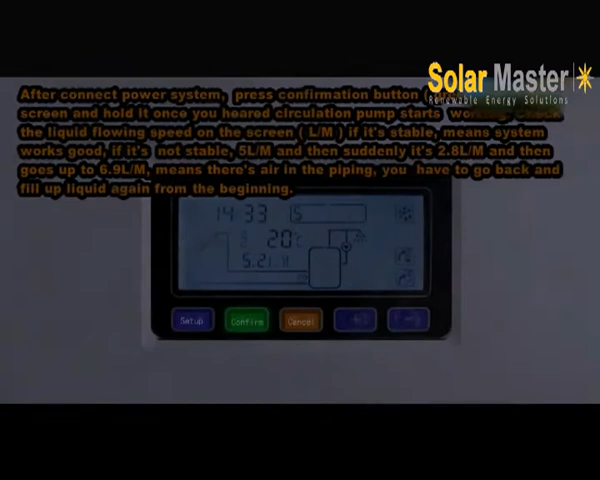 Solar Master
Renewable Energy Solutions
After connect power system, press confirmation button
screen and hold it once you heared circulation pump starts
the liquid flowing speed on the screen ( L/M ) if it's stable, means system
works good, if it's not stable, 5L/M and then suddenly it's 2.8L/M and then
goes up to 6.9L/M, means there's air in the piping, you have to go back and
fill up liquid again from the beginning.
14 33 S
20°C
Setup Confirm Cancel